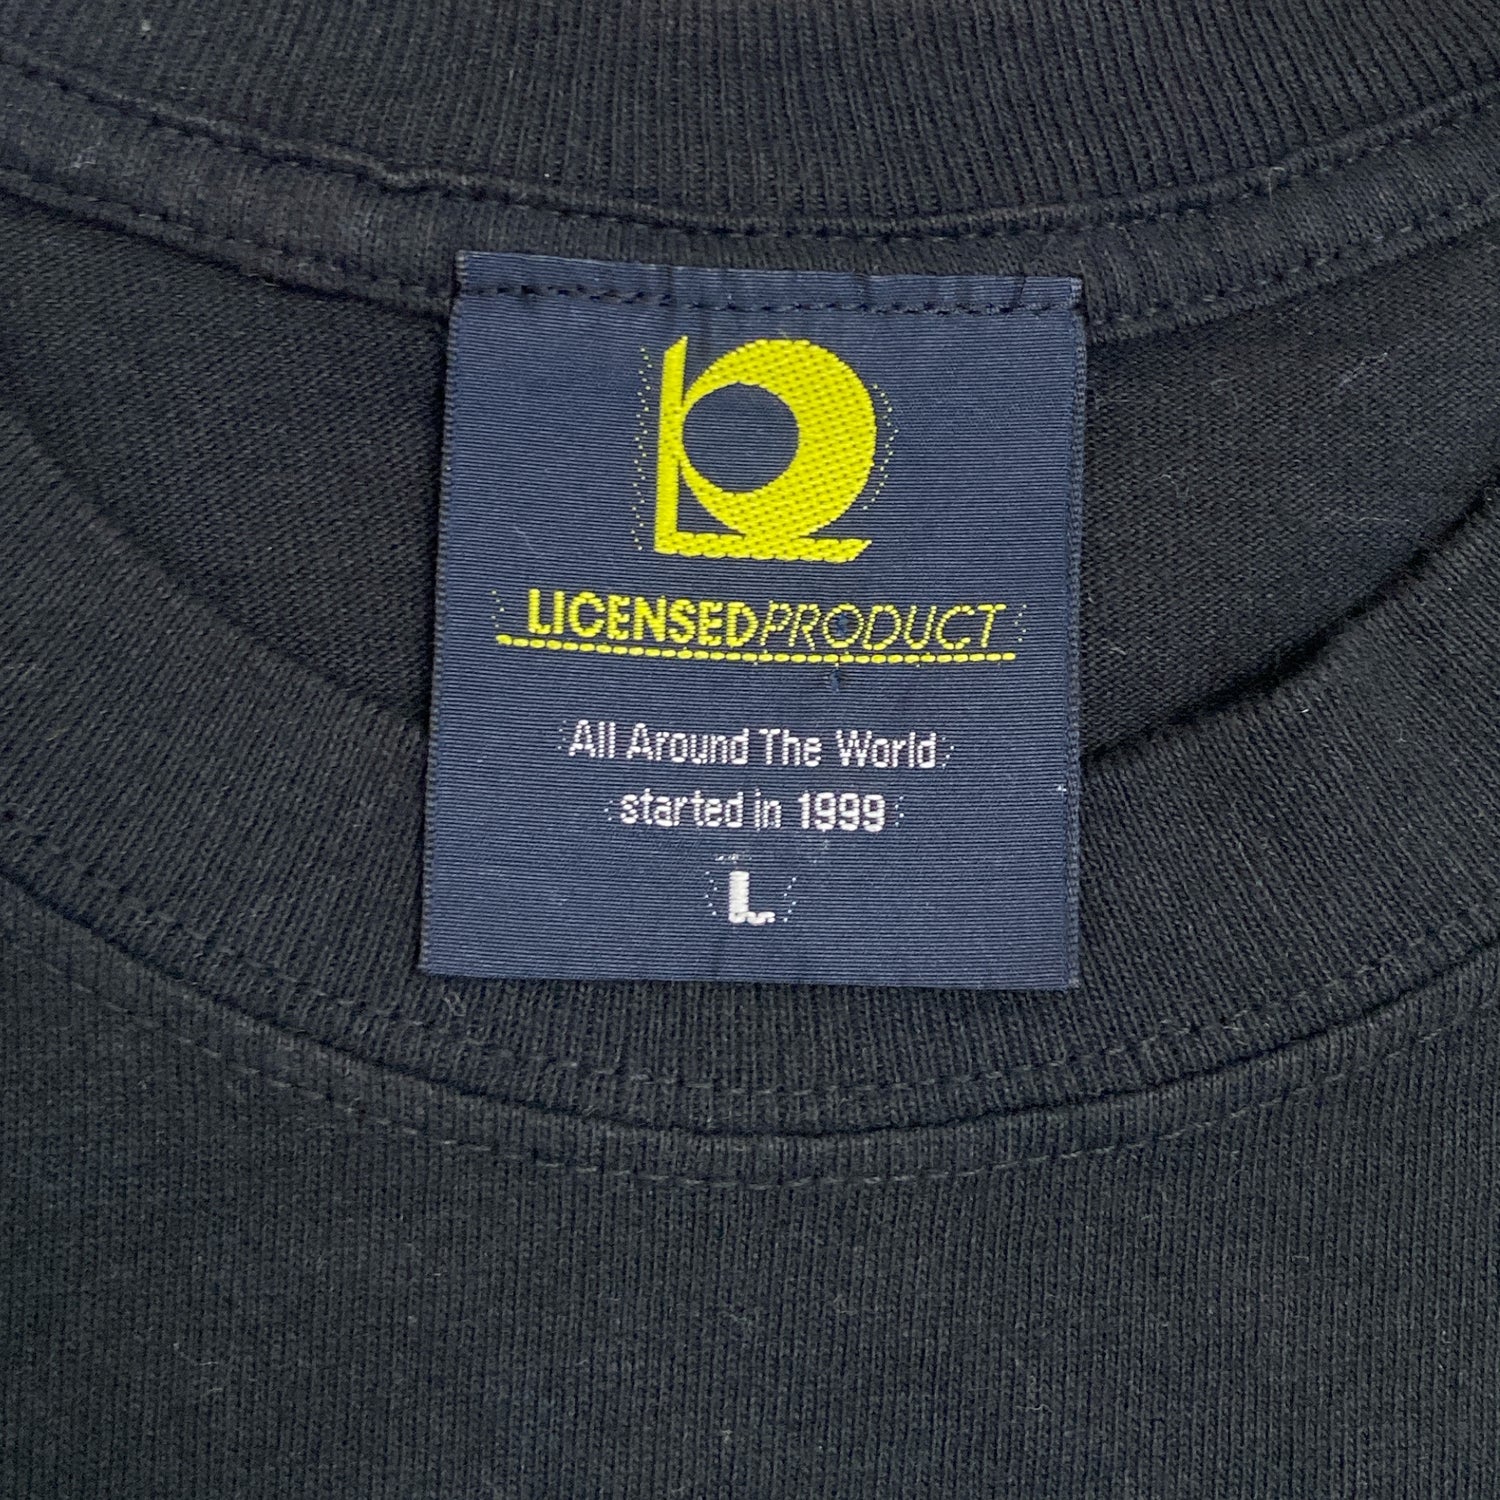 LICENSEDPRODUCT
All Around The World
started in 1999
L